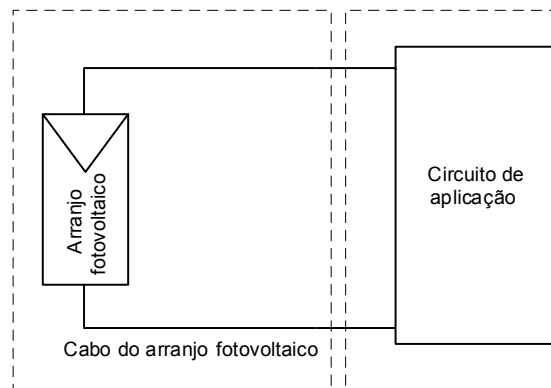 Arranjo
fotovoltaico
Circuito de
aplicação
Cabo do arranjo fotovoltaico